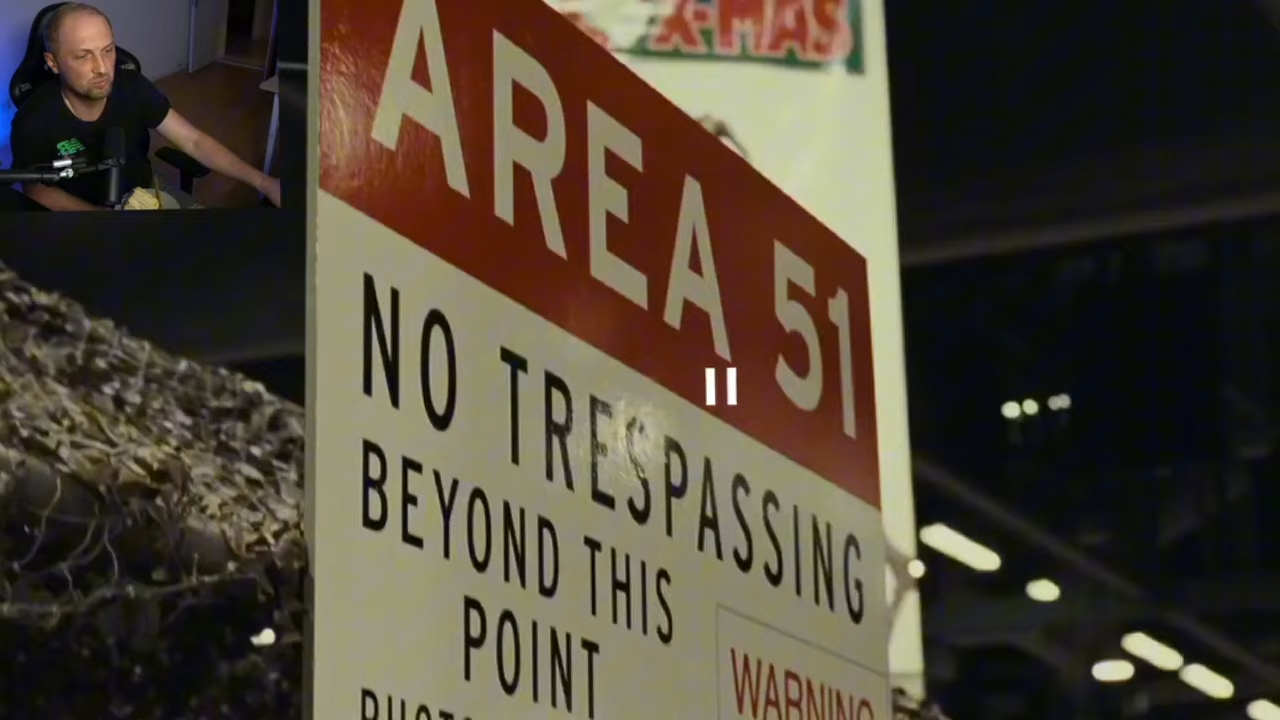 X-MAS
AREA 51
NO TRESPASSING
BEYOND THIS
POINT
WARNING